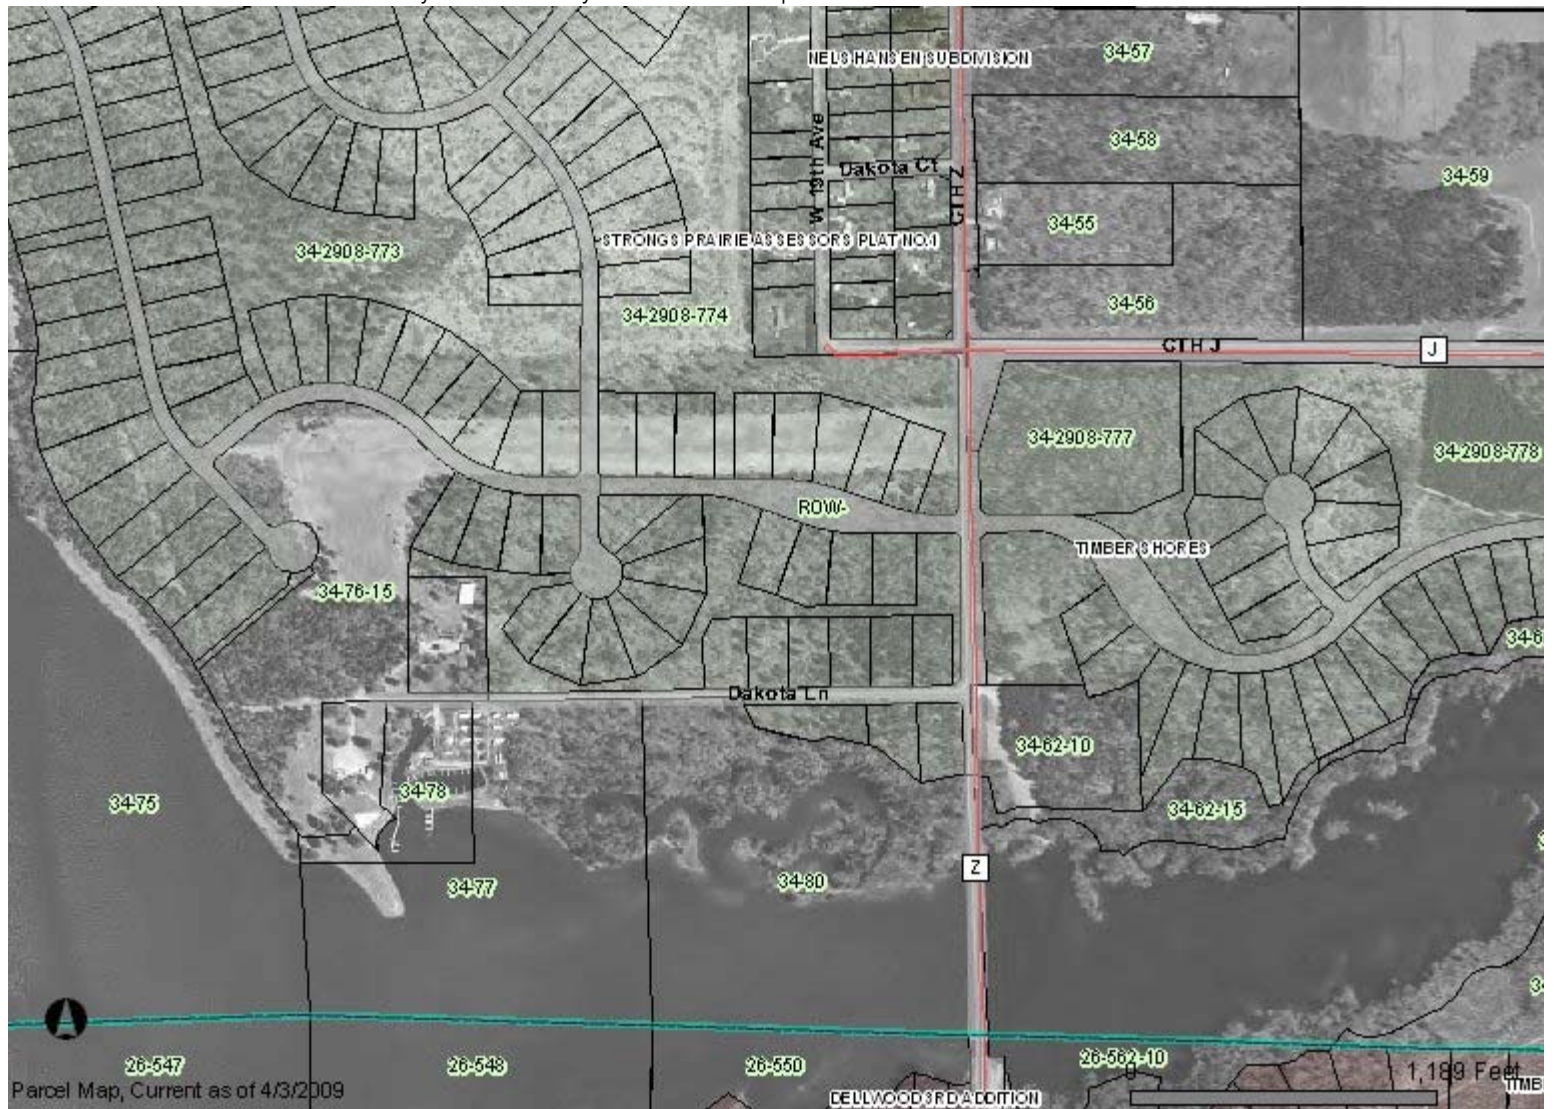 NELS HANSEN SUBDIVISION
34-57
W 19th Ave
34-58
Dakota Ct
CTH Z
34-59
34-55
34-2908-773
STRONGS PRAIRIE ASSESSORS PLAT NO.1
34-56
34-2908-774
CTH J
J
34-2908-777
34-2908-778
ROW-
TIMBER SHORES
34-76-15
Dakota Ln
34-62-10
34-75
34-78
34-62-15
Z
34-77
34-80
26-547
26-548
26-550
26-562-10
0
1,189 Feet
Parcel Map, Current as of 4/3/2009
DELLWOOD 3RD ADDITION